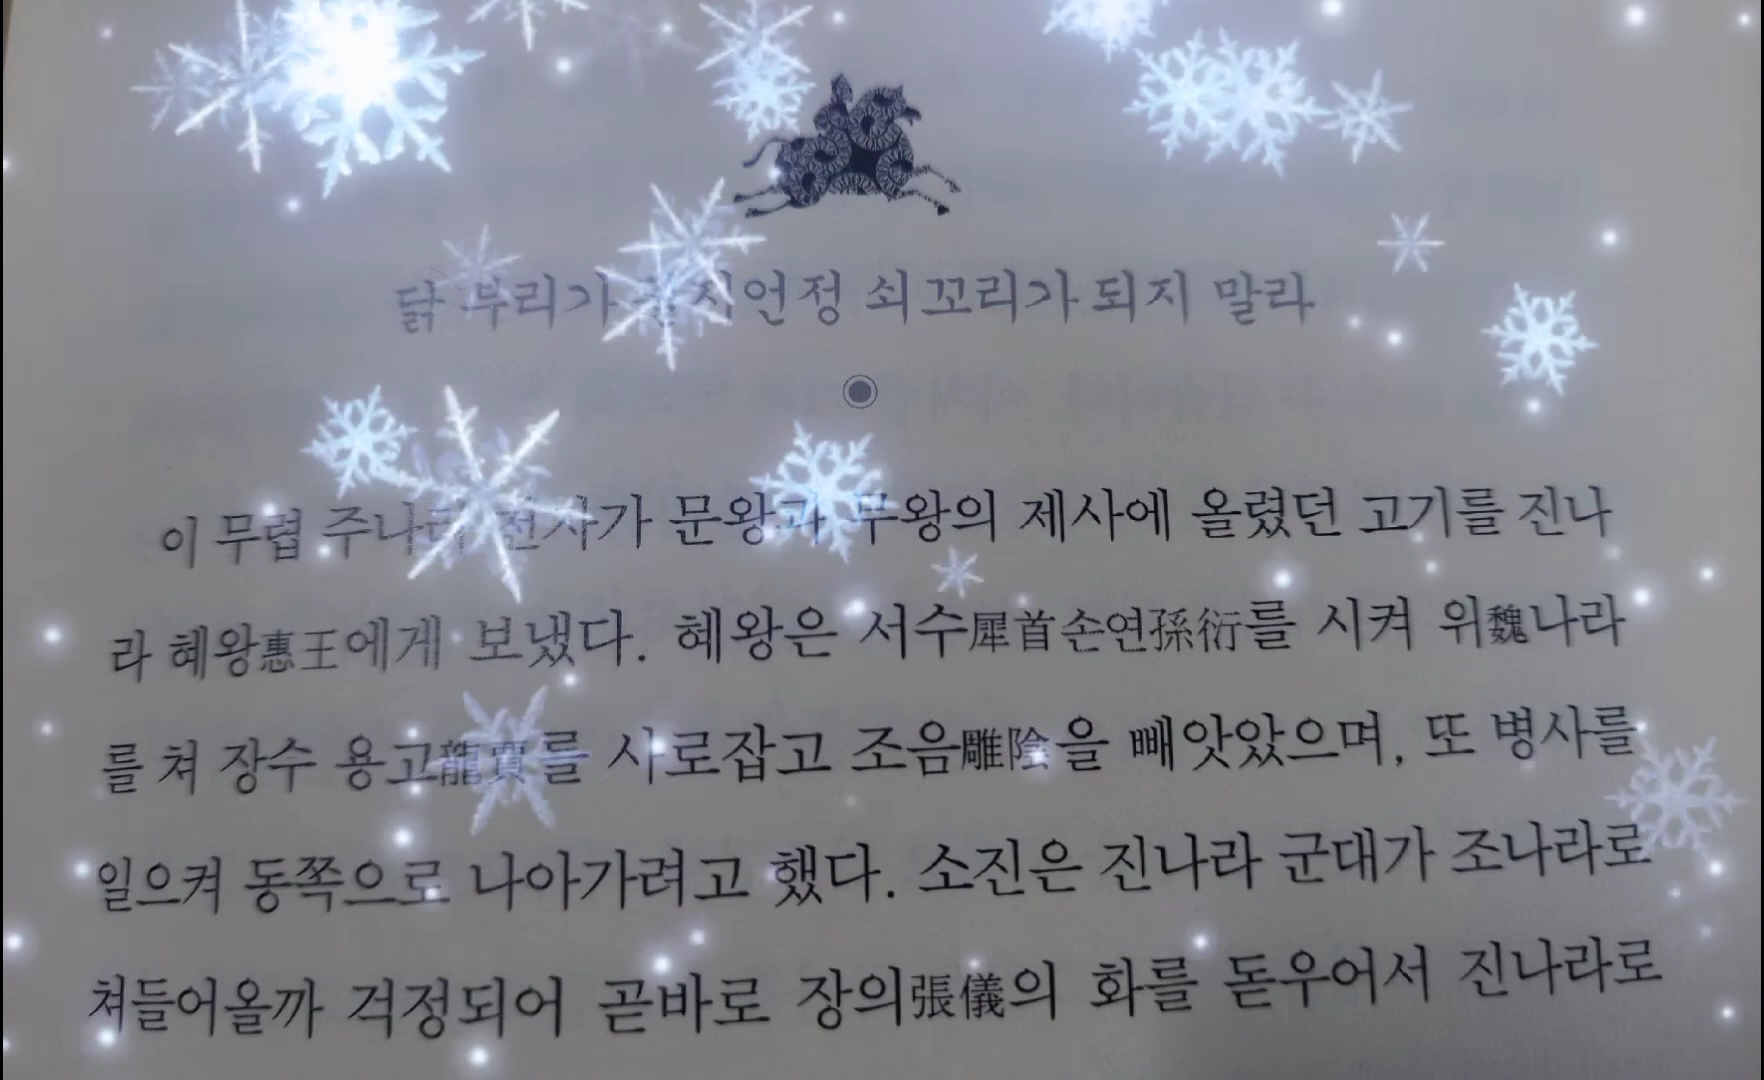 닭 부리가 될지언정 쇠꼬리가 되지 말라
이 무렵 주나라 천자가 문왕과 무왕의 제사에 올렸던 고기를 진나
라 혜왕惠王에게 보냈다. 혜왕은 서수犀首손연孫衍를 시켜 위魏나라
를 쳐 장수 용고龍賈를 사로잡고 조음雕陰을 빼앗았으며, 또 병사를
일으켜 동쪽으로 나아가려고 했다. 소진은 진나라 군대가 조나라로
쳐들어올까 걱정되어 곧바로 장의張儀의 화를 돋우어서 진나라로